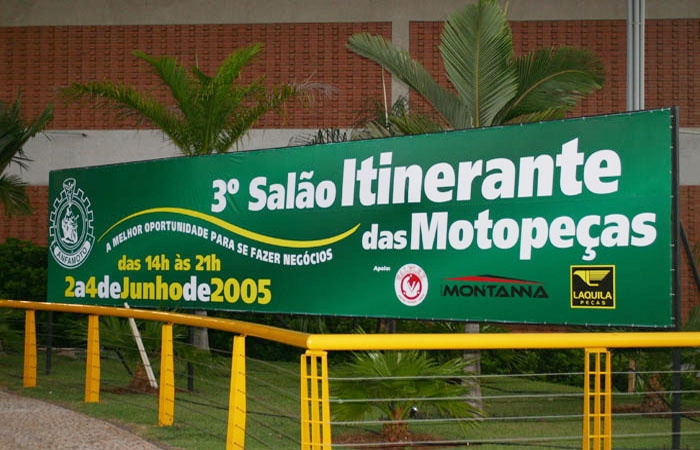 3º Salão Itinerante
das Motopeças
A MELHOR OPORTUNIDADE PARA SE FAZER NEGÓCIOS
das 14h às 21h
2a4deJunhode2005
Apoio:
MONTANNA
LAQUILA
PEÇAS
ANFAMOTO